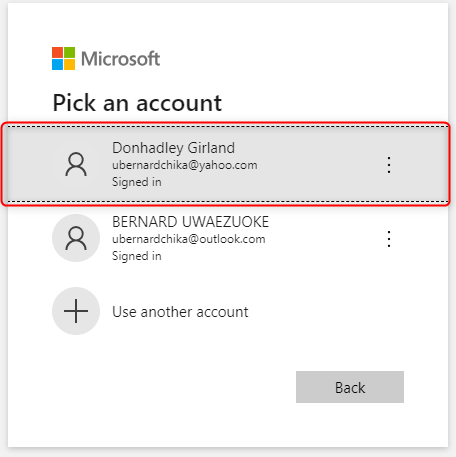 Microsoft
Pick an account
Donhadley Girland
ubernardchika@yahoo.com
Signed in
BERNARD UWAEZUOKE
ubernardchika@outlook.com
Signed in
Use another account
Back